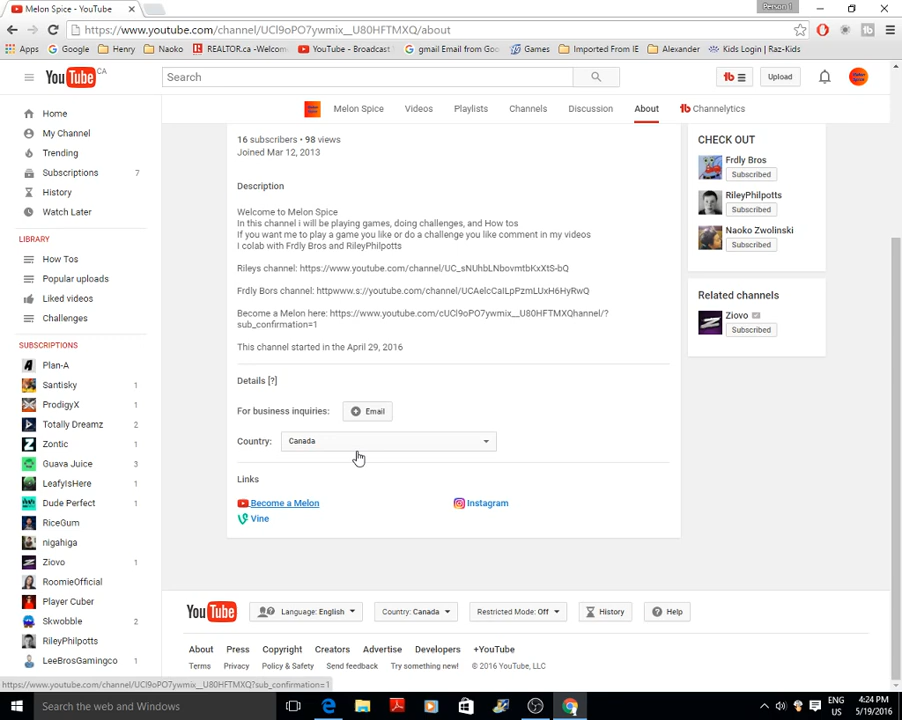 Melon Spice - YouTube
Person 1
https://www.youtube.com/channel/UCl9oPO7ywmix__U80HFTMXQ/about
Apps Google Henry Naoko REALTOR.ca -Welcom YouTube - Broadcast gmail Email from Goo Games Imported From IE Alexander Kids Login | Raz-Kids
YouTube CA Search tb Upload
Melon Spice Videos Playlists Channels Discussion About tb Channelytics
Home
My Channel
Trending
Subscriptions 7
History
Watch Later
LIBRARY
How Tos
Popular uploads
Liked videos
Challenges
SUBSCRIPTIONS
Plan-A
Santisky 1
ProdigyX 1
Totally Dreamz 2
Zontic 1
Guava Juice 3
LeafyIsHere 1
Dude Perfect 1
RiceGum
nigahiga
Ziovo 1
RoomieOfficial
Player Cuber
Skwobble 2
RileyPhilpotts
LeeBrosGamingco 1
16 subscribers • 98 views
Joined Mar 12, 2013
Description
Welcome to Melon Spice
In this channel i will be playing games, doing challenges, and How tos
If you want me to play a game you like or do a challenge you like comment in my videos
I colab with Frdly Bros and RileyPhilpotts
Rileys channel: https://www.youtube.com/channel/UC_sNUhbLNbovmtbKxXtS-bQ
Frdly Bors channel: httpwww.s://youtube.com/channel/UCAelcCaILpPzmLUxH6HyRwQ
Become a Melon here: https://www.youtube.com/cUCl9oPO7ywmix__U80HFTMXQhannel/?
sub_confirmation=1
This channel started in the April 29, 2016
Details [?]
For business inquiries: Email
Country: Canada
Links
Become a Melon Instagram
Vine
CHECK OUT
Frdly Bros
Subscribed
RileyPhilpotts
Subscribed
Naoko Zwolinski
Subscribed
Related channels
Ziovo
Subscribed
YouTube Language: English Country: Canada Restricted Mode: Off History Help
About Press Copyright Creators Advertise Developers +YouTube
Terms Privacy Policy & Safety Send feedback Try something new! © 2016 YouTube, LLC
https://www.youtube.com/channel/UCl9oPO7ywmix__U80HFTMXQ?sub_confirmation=1
Search the web and Windows
ENG
US
4:24 PM
5/19/2016